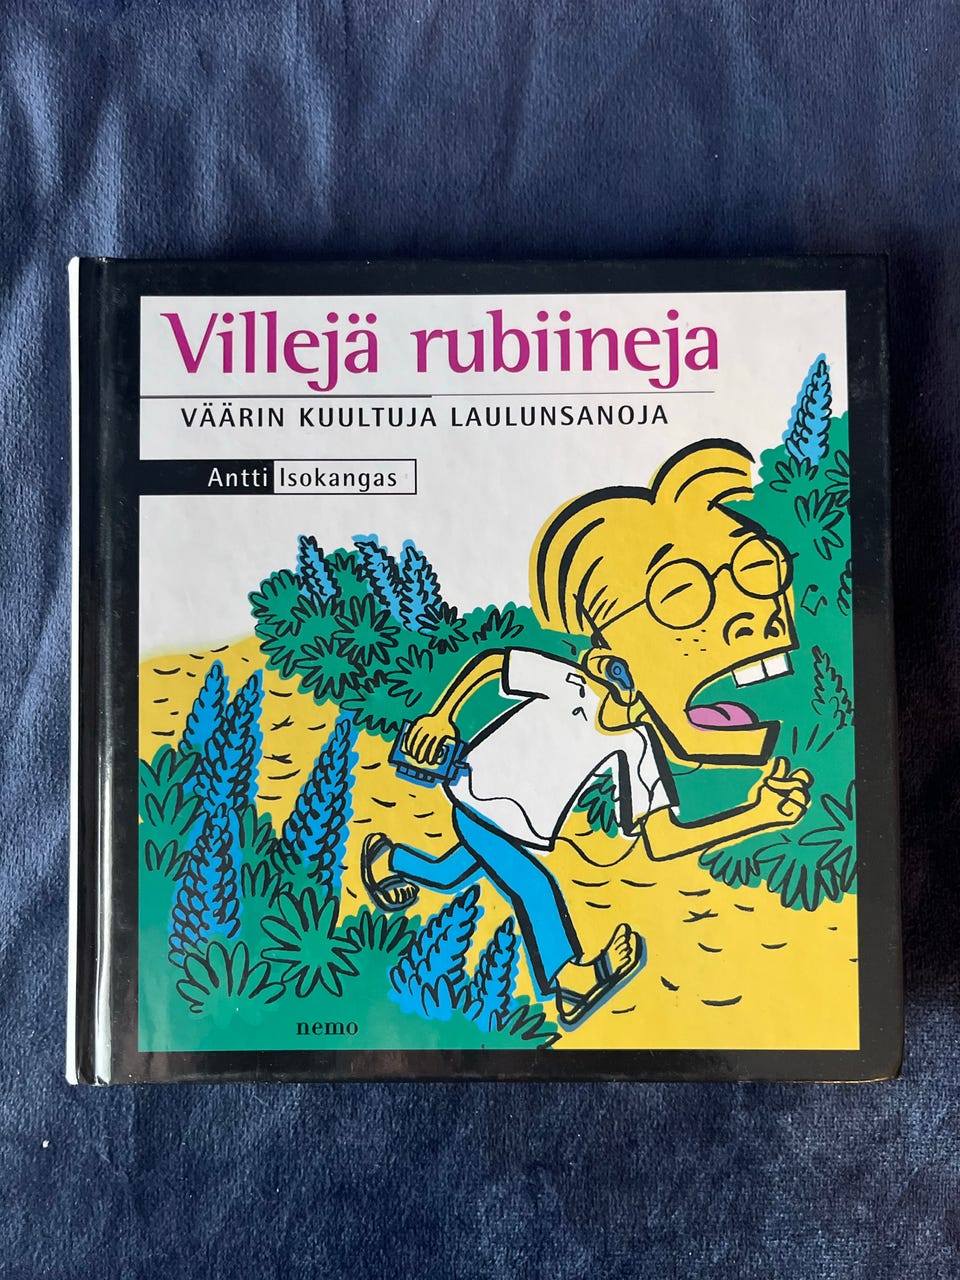 Villejä rubiineja
VÄÄRIN KUULTUJA LAULUNSANOJA
Antti Isokangas
nemo